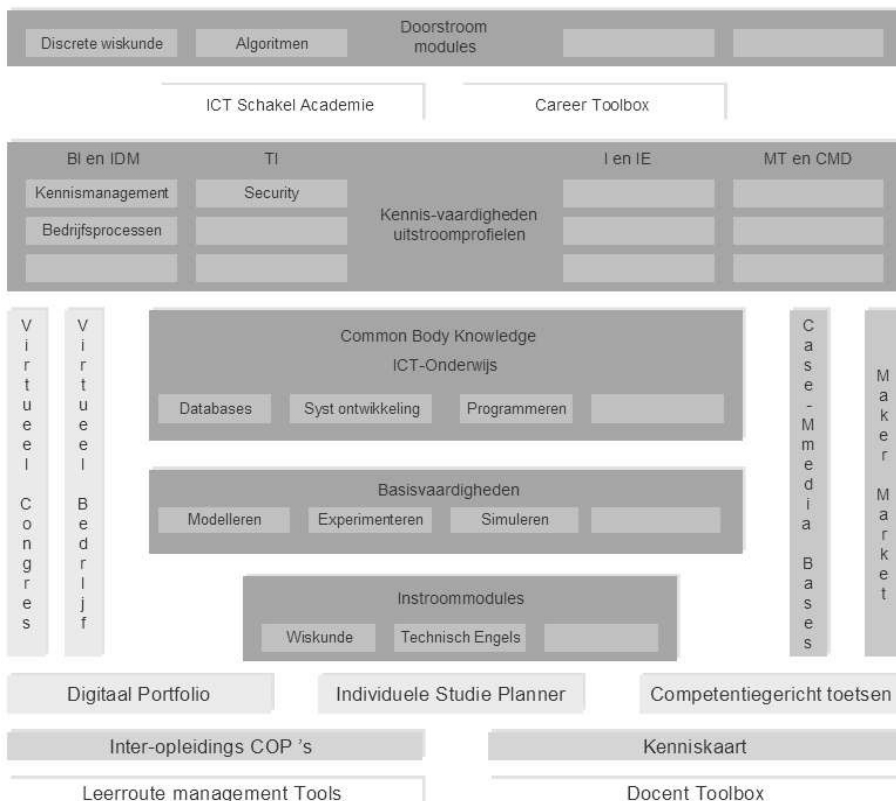 Doorstroom
modules
Discrete wiskunde
Algoritmen
ICT Schakel Academie
Career Toolbox
BI en IDM
TI
I en IE
MT en CMD
Kennismanagement
Security
Kennis-vaardigheden
uitstroomprofielen
Bedrijfsprocessen
Virtueel Congres
Virtueel BedrIjf
Common Body Knowledge
ICT-Onderwijs
Databases
Syst ontwikkeling
Programmeren
Basisvaardigheden
Modelleren
Experimenteren
Simuleren
Instroommodules
Wiskunde
Technisch Engels
Case-Mmedia Bases
Maker Market
Digitaal Portfolio
Individuele Studie Planner
Competentiegericht toetsen
Inter-opleidings COP 's
Kenniskaart
Leerroute management Tools
Docent Toolbox